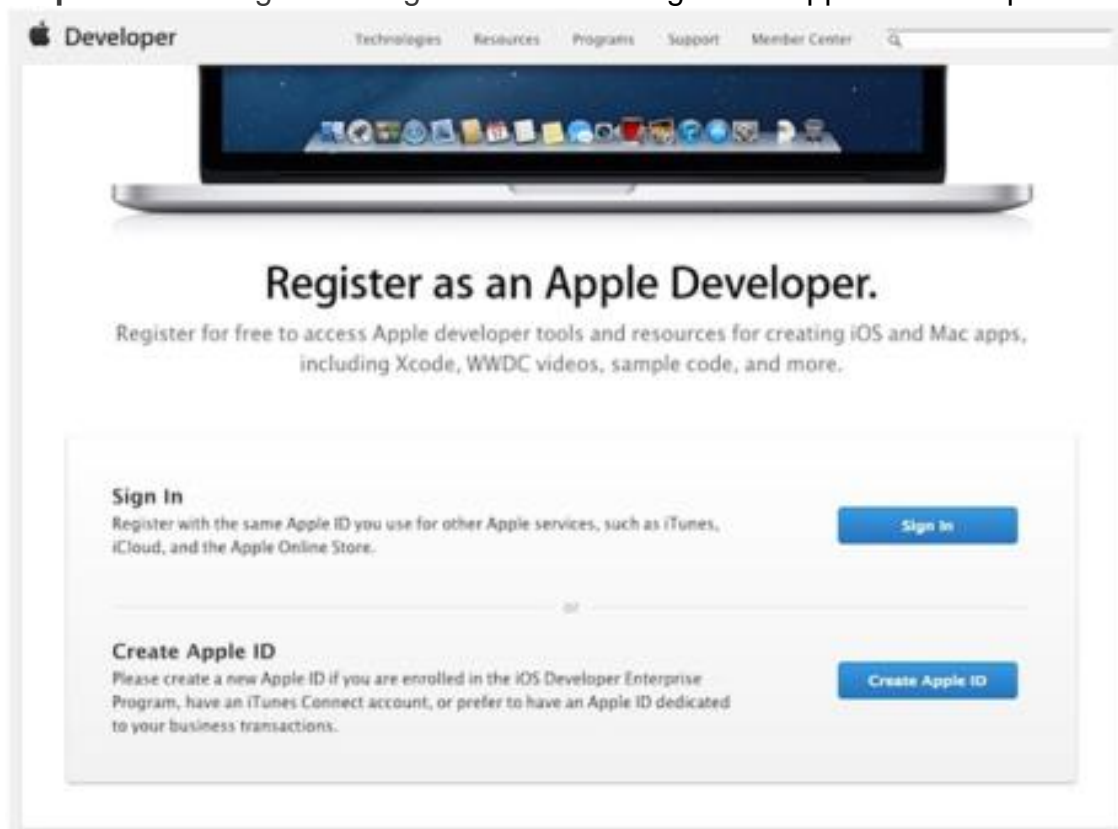 Developer
Technologies Resources Programs Support Member Center
Register as an Apple Developer.
Register for free to access Apple developer tools and resources for creating iOS and Mac apps,
including Xcode, WWDC videos, sample code, and more.
Sign In
Register with the same Apple ID you use for other Apple services, such as iTunes,
iCloud, and the Apple Online Store.
Sign In
or
Create Apple ID
Please create a new Apple ID if you are enrolled in the iOS Developer Enterprise
Program, have an iTunes Connect account, or prefer to have an Apple ID dedicated
to your business transactions.
Create Apple ID